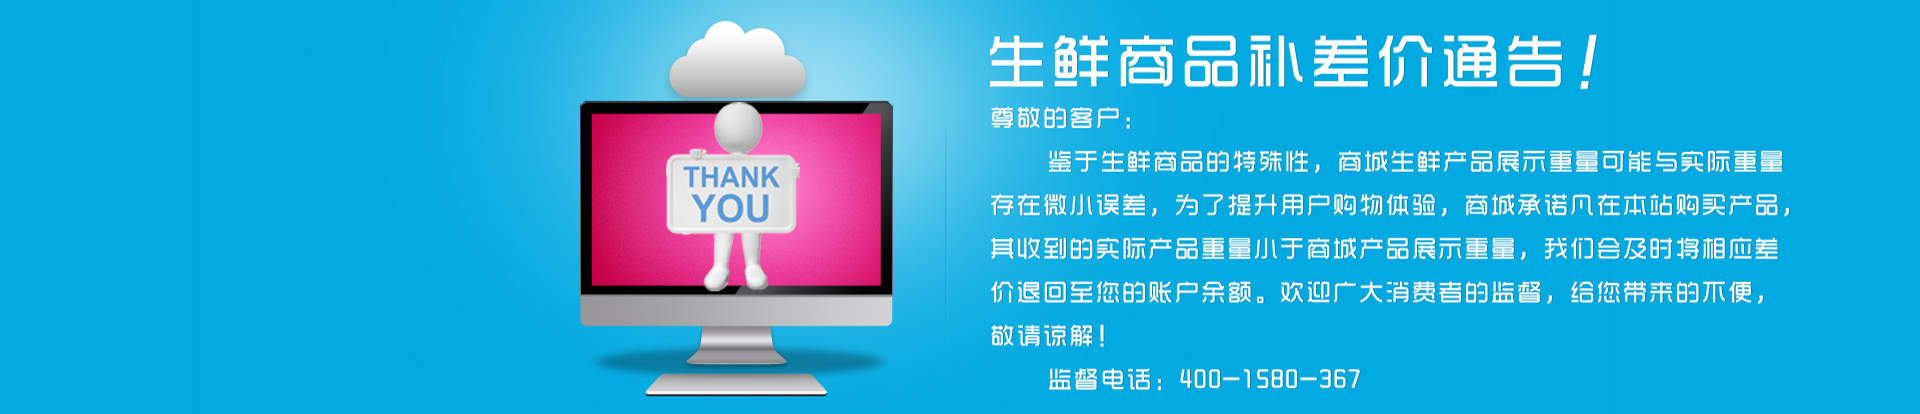 THANK
YOU
生鲜商品补差价通告！
尊敬的客户：
鉴于生鲜商品的特殊性，商城生鲜产品展示重量可能与实际重量
存在微小误差，为了提升用户购物体验，商城承诺凡在本站购买产品，
其收到的实际产品重量小于商城产品展示重量，我们会及时将相应差
价退回至您的账户余额。欢迎广大消费者的监督，给您带来的不便，
敬请谅解！
监督电话：400-1580-367